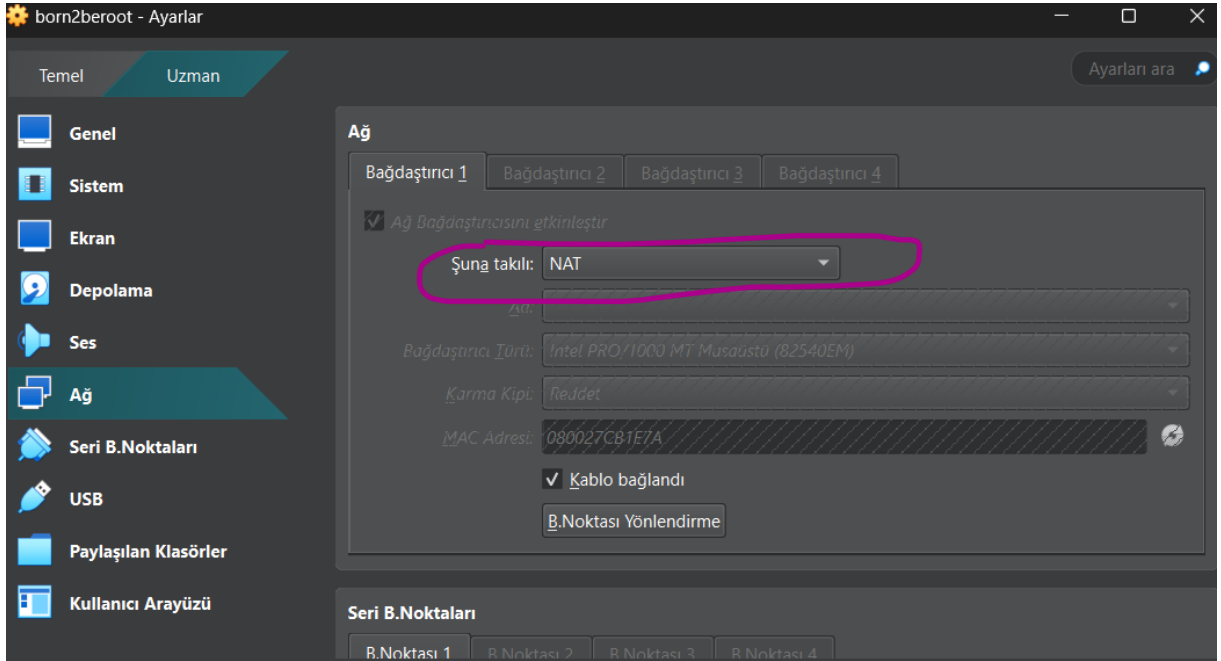 born2beroot - Ayarlar
Temel
Uzman
Ayarları ara
Genel
Sistem
Ekran
Depolama
Ses
Ağ
Seri B.Noktaları
USB
Paylaşılan Klasörler
Kullanıcı Arayüzü
Ağ
Bağdaştırıcı 1
Bağdaştırıcı 2
Bağdaştırıcı 3
Bağdaştırıcı 4
Ağ Bağdaştırıcısını etkinleştir
Şuna takılı: NAT
Ad:
Bağdaştırıcı Türü: Intel PRO/1000 MT Masaüstü (82540EM)
Karma Kipi: Reddet
MAC Adresi: 080027CB1E7A
Kablo bağlandı
B.Noktası Yönlendirme
Seri B.Noktaları
B.Noktası 1
B.Noktası 2
B.Noktası 3
B.Noktası 4